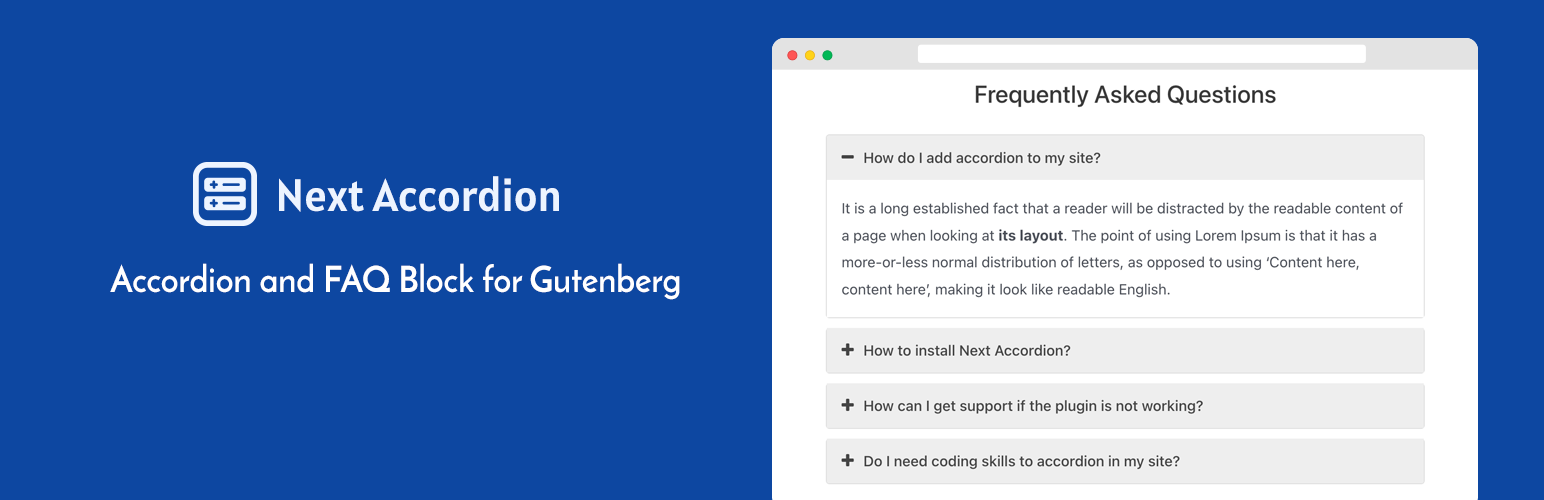 Next Accordion
Accordion and FAQ Block for Gutenberg
Frequently Asked Questions
How do I add accordion to my site?
It is a long established fact that a reader will be distracted by the readable content of
a page when looking at its layout. The point of using Lorem Ipsum is that it has a
more-or-less normal distribution of letters, as opposed to using ‘Content here,
content here’, making it look like readable English.
How to install Next Accordion?
How can I get support if the plugin is not working?
Do I need coding skills to accordion in my site?